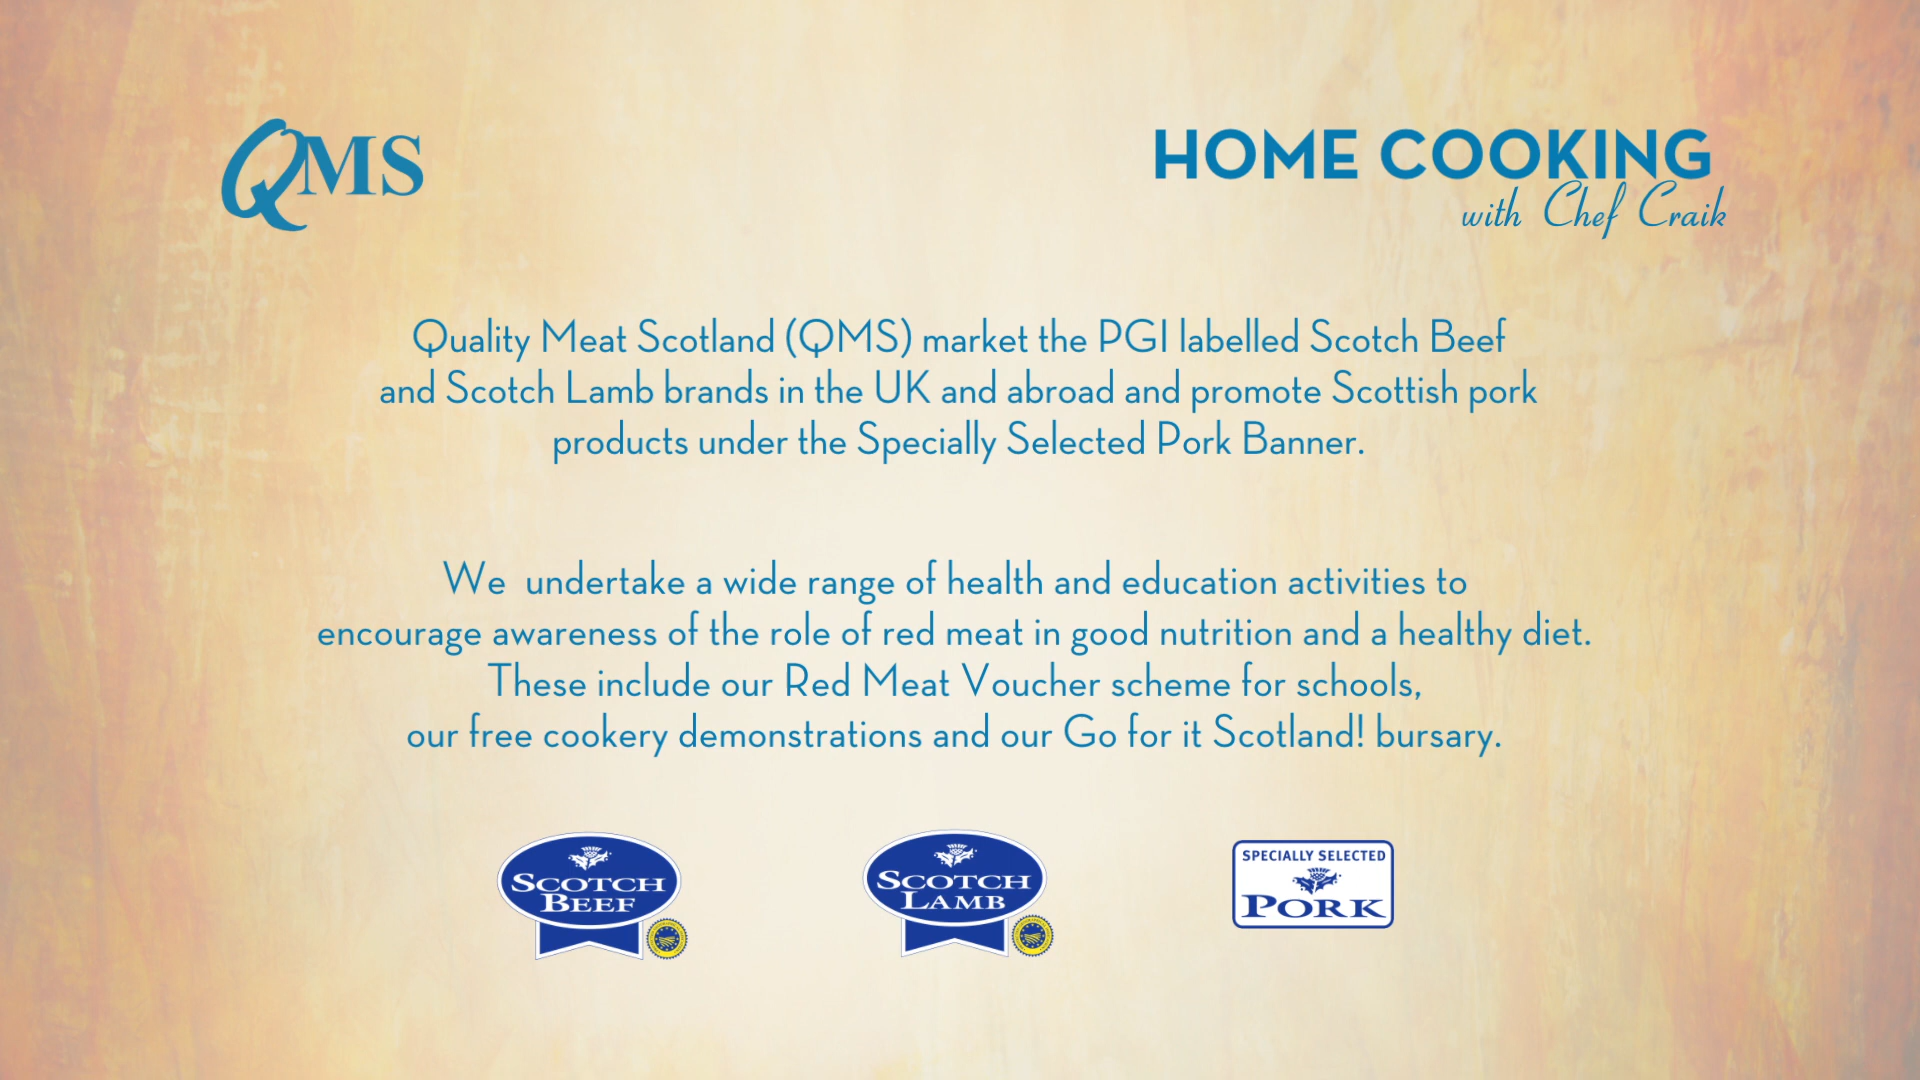 QMS
HOME COOKING
with Chef Craik
Quality Meat Scotland (QMS) market the PGI labelled Scotch Beef
and Scotch Lamb brands in the UK and abroad and promote Scottish pork
products under the Specially Selected Pork Banner.
We undertake a wide range of health and education activities to
encourage awareness of the role of red meat in good nutrition and a healthy diet.
These include our Red Meat Voucher scheme for schools,
our free cookery demonstrations and our Go for it Scotland! bursary.
SCOTCH
BEEF
SCOTCH
LAMB
SPECIALLY SELECTED
PORK